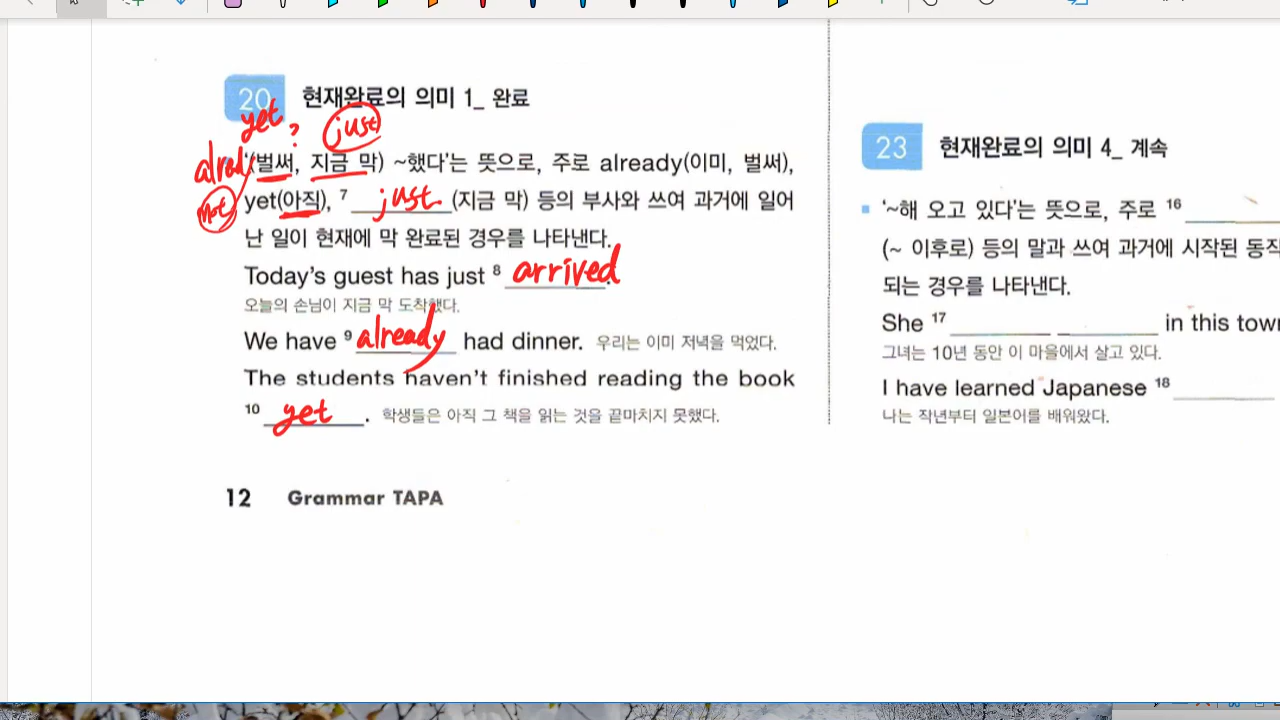 20 현재완료의 의미 1_ 완료
yet ? just
'(벌써, 지금 막) ~했다'는 뜻으로, 주로 already(이미, 벌써),
not yet(아직), 7 just (지금 막) 등의 부사와 쓰여 과거에 일어
난 일이 현재에 막 완료된 경우를 나타낸다.
Today's guest has just 8 arrived.
오늘의 손님이 지금 막 도착했다.
We have 9 already had dinner. 우리는 이미 저녁을 먹었다.
The students haven't finished reading the book
10 yet . 학생들은 아직 그 책을 읽는 것을 끝마치지 못했다.
12 Grammar TAPA
23 현재완료의 의미 4_ 계속
'~해 오고 있다'는 뜻으로, 주로 16
(~ 이후로) 등의 말과 쓰여 과거에 시작된 동작
되는 경우를 나타낸다.
She 17 in this town
그녀는 10년 동안 이 마을에서 살고 있다.
I have learned Japanese 18
나는 작년부터 일본어를 배워왔다.